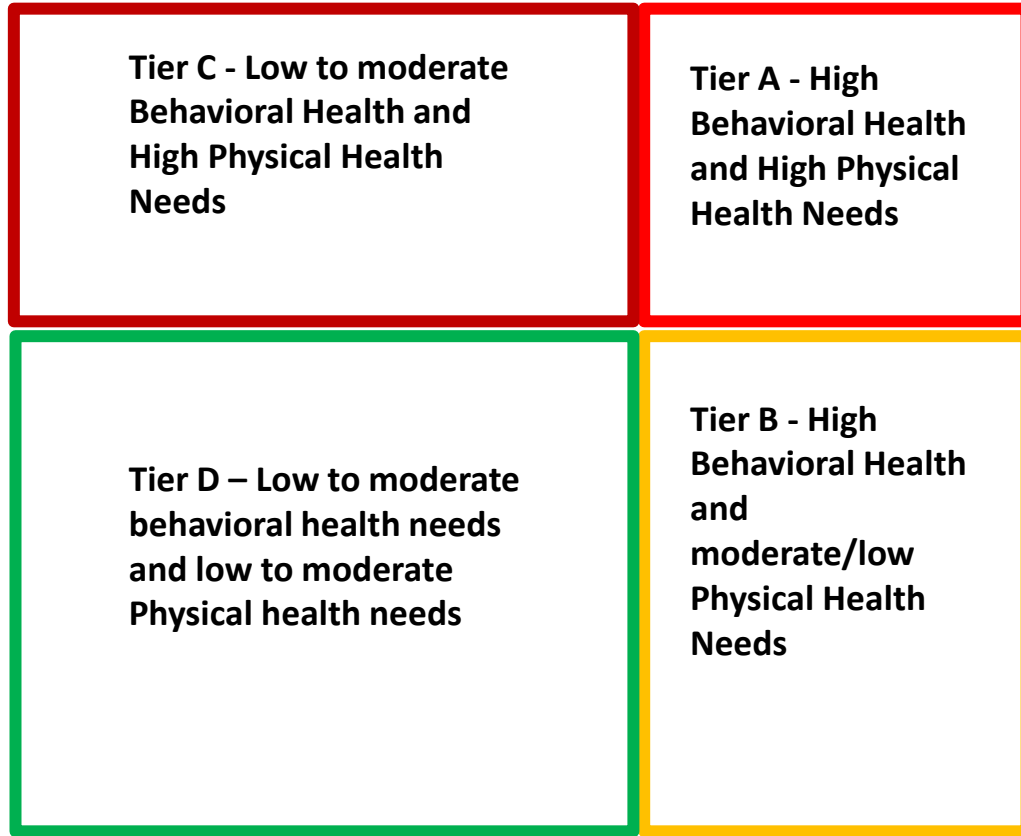 Tier C - Low to moderate
Behavioral Health and
High Physical Health
Needs
Tier A - High
Behavioral Health
and High Physical
Health Needs
Tier D – Low to moderate
behavioral health needs
and low to moderate
Physical health needs
Tier B - High
Behavioral Health
and
moderate/low
Physical Health
Needs